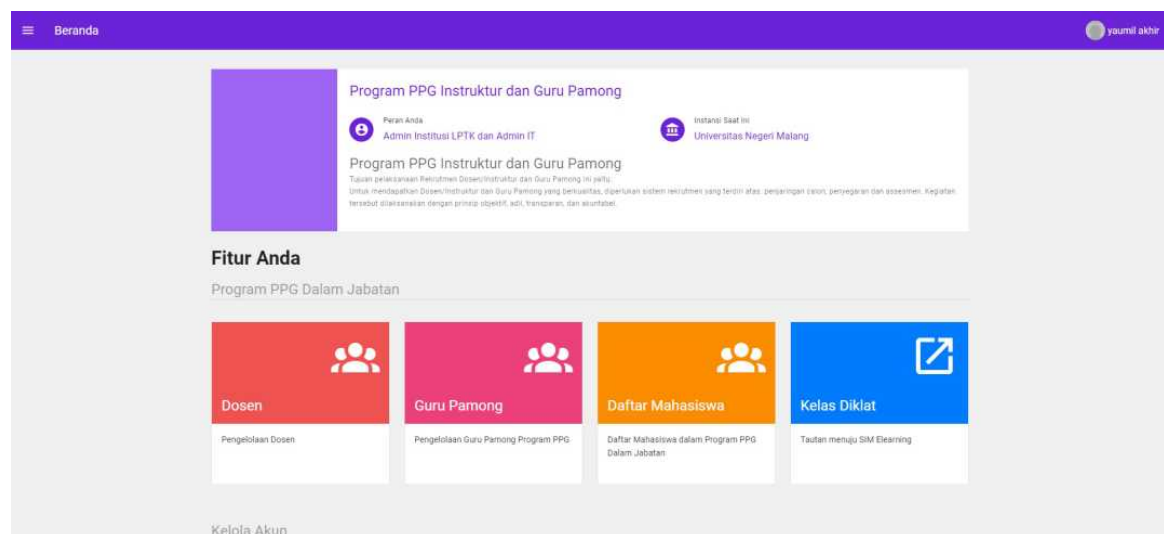 Beranda
yaumil akhir
Program PPG Instruktur dan Guru Pamong
Peran Anda
Admin Institusi LPTK dan Admin IT
Instansi Saat Ini
Universitas Negeri Malang
Program PPG Instruktur dan Guru Pamong
Tujuan pelaksanaan Rekrutmen Dosen/Instruktur dan Guru Pamong ini yaitu:
Untuk mendapatkan Dosen/Instruktur dan Guru Pamong yang berkualitas, diperlukan sistem rekrutmen yang terdiri atas: penjaringan calon, penyegaran dan assesmen. Kegiatan
tersebut dilaksanakan dengan prinsip objektif, adil, transparan, dan akuntabel.
Fitur Anda
Program PPG Dalam Jabatan
Dosen
Pengelolaan Dosen
Guru Pamong
Pengelolaan Guru Pamong Program PPG
Daftar Mahasiswa
Daftar Mahasiswa dalam Program PPG
Dalam Jabatan
Kelas Diklat
Tautan menuju SIM Elearning
Kelola Akun